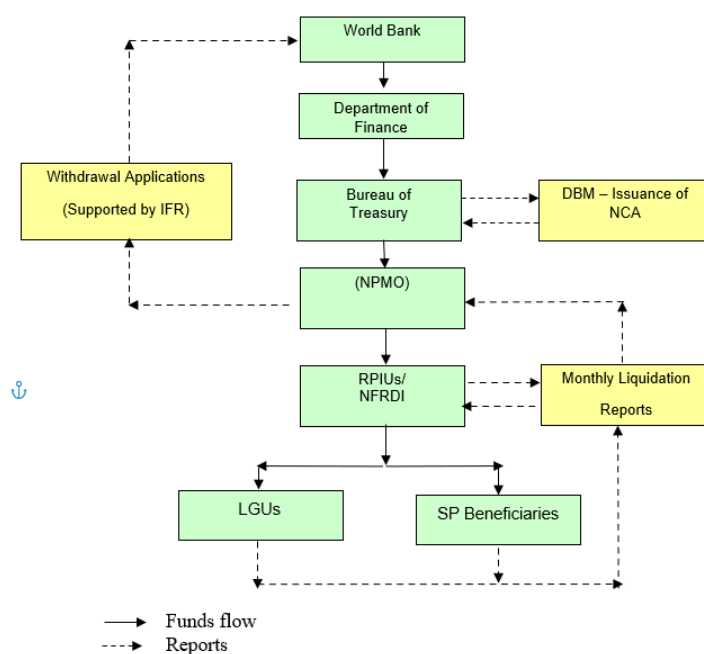 World Bank
Department of
Finance
Withdrawal Applications
(Supported by IFR)
Bureau of
Treasury
DBM – Issuance of
NCA
(NPMO)
RPIUs/
NFRDI
Monthly Liquidation
Reports
LGUs
SP Beneficiaries
Funds flow
Reports